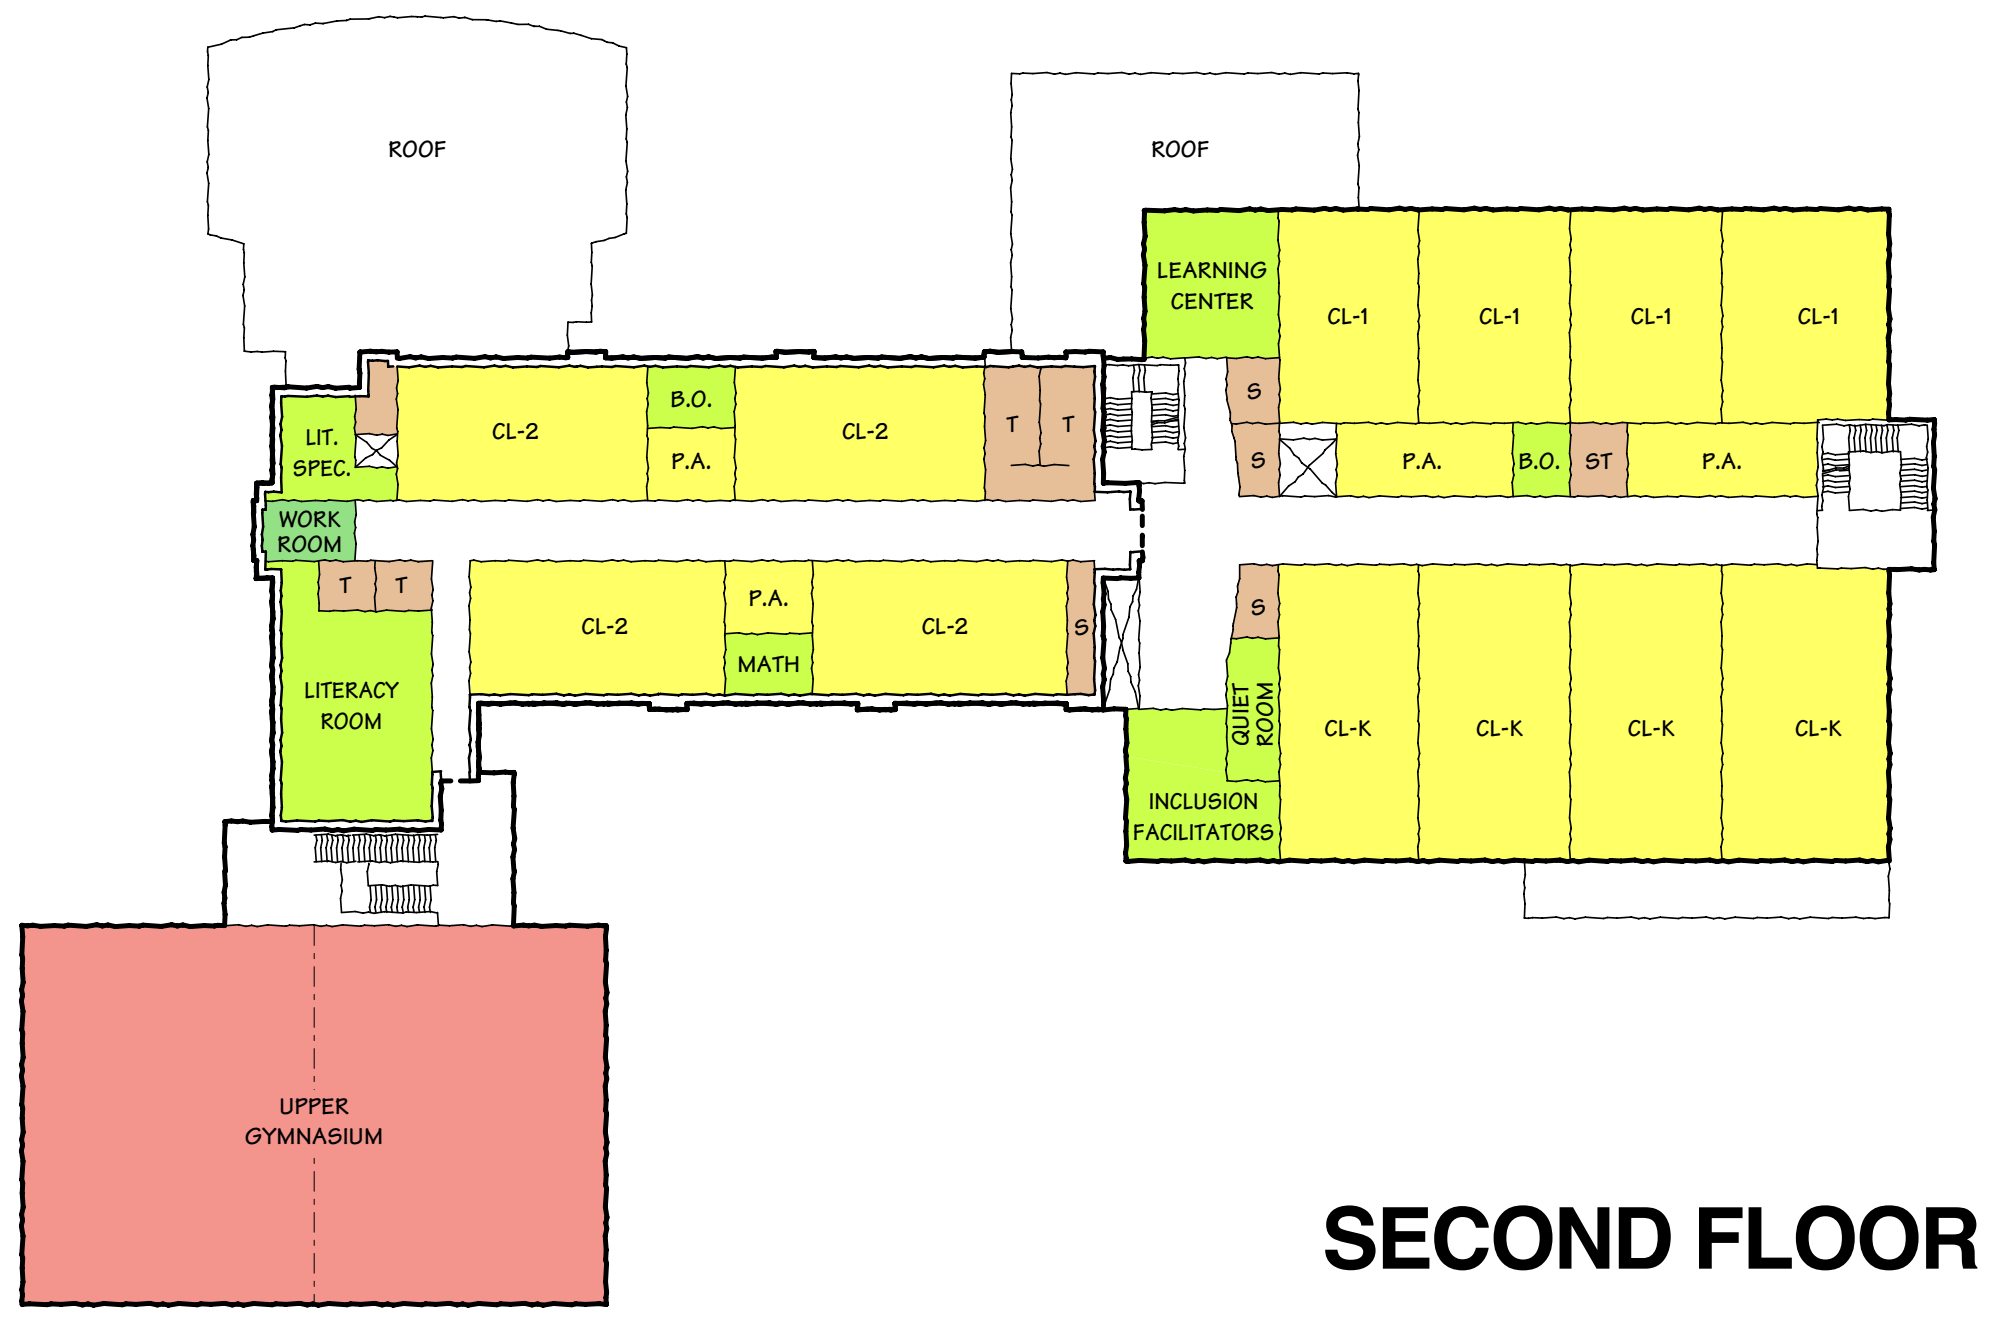 ROOF
ROOF
LEARNING
CENTER
CL-1
CL-1
CL-1
CL-1
LIT.
SPEC.
CL-2
B.O.
P.A.
CL-2
T
T
S
S
P.A.
B.O.
ST
P.A.
WORK
ROOM
T
T
LITERACY
ROOM
CL-2
P.A.
MATH
CL-2
S
S
QUIET
ROOM
CL-K
CL-K
CL-K
CL-K
INCLUSION
FACILITATORS
UPPER
GYMNASIUM
SECOND FLOOR